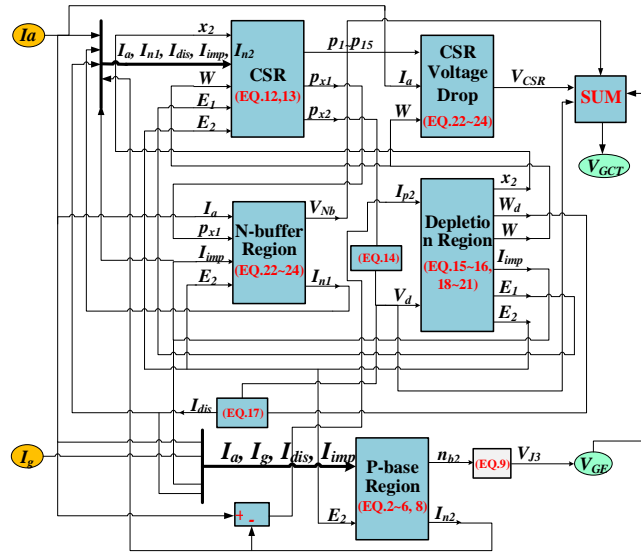 Ia
x2
Ia, In1, Idis, Iimp, In2
W
E1
E2
CSR
(EQ.12,13)
p1~p15
px1
px2
Ia
W
CSR
Voltage
Drop
(EQ.22~24)
VCSR
SUM
VGCT
Ia
px1
Iimp
E2
N-buffer
Region
(EQ.22~24)
VNb
In1
(EQ.14)
Ip2
Vd
Depletio
n Region
(EQ.15~16,
18~21)
x2
Wd
W
Iimp
E1
E2
Idis
(EQ.17)
Ig
Ia, Ig, Idis, Iimp
E2
P-base
Region
(EQ.2~6, 8)
nb2
In2
(EQ.9)
VJ3
VGE
+ -